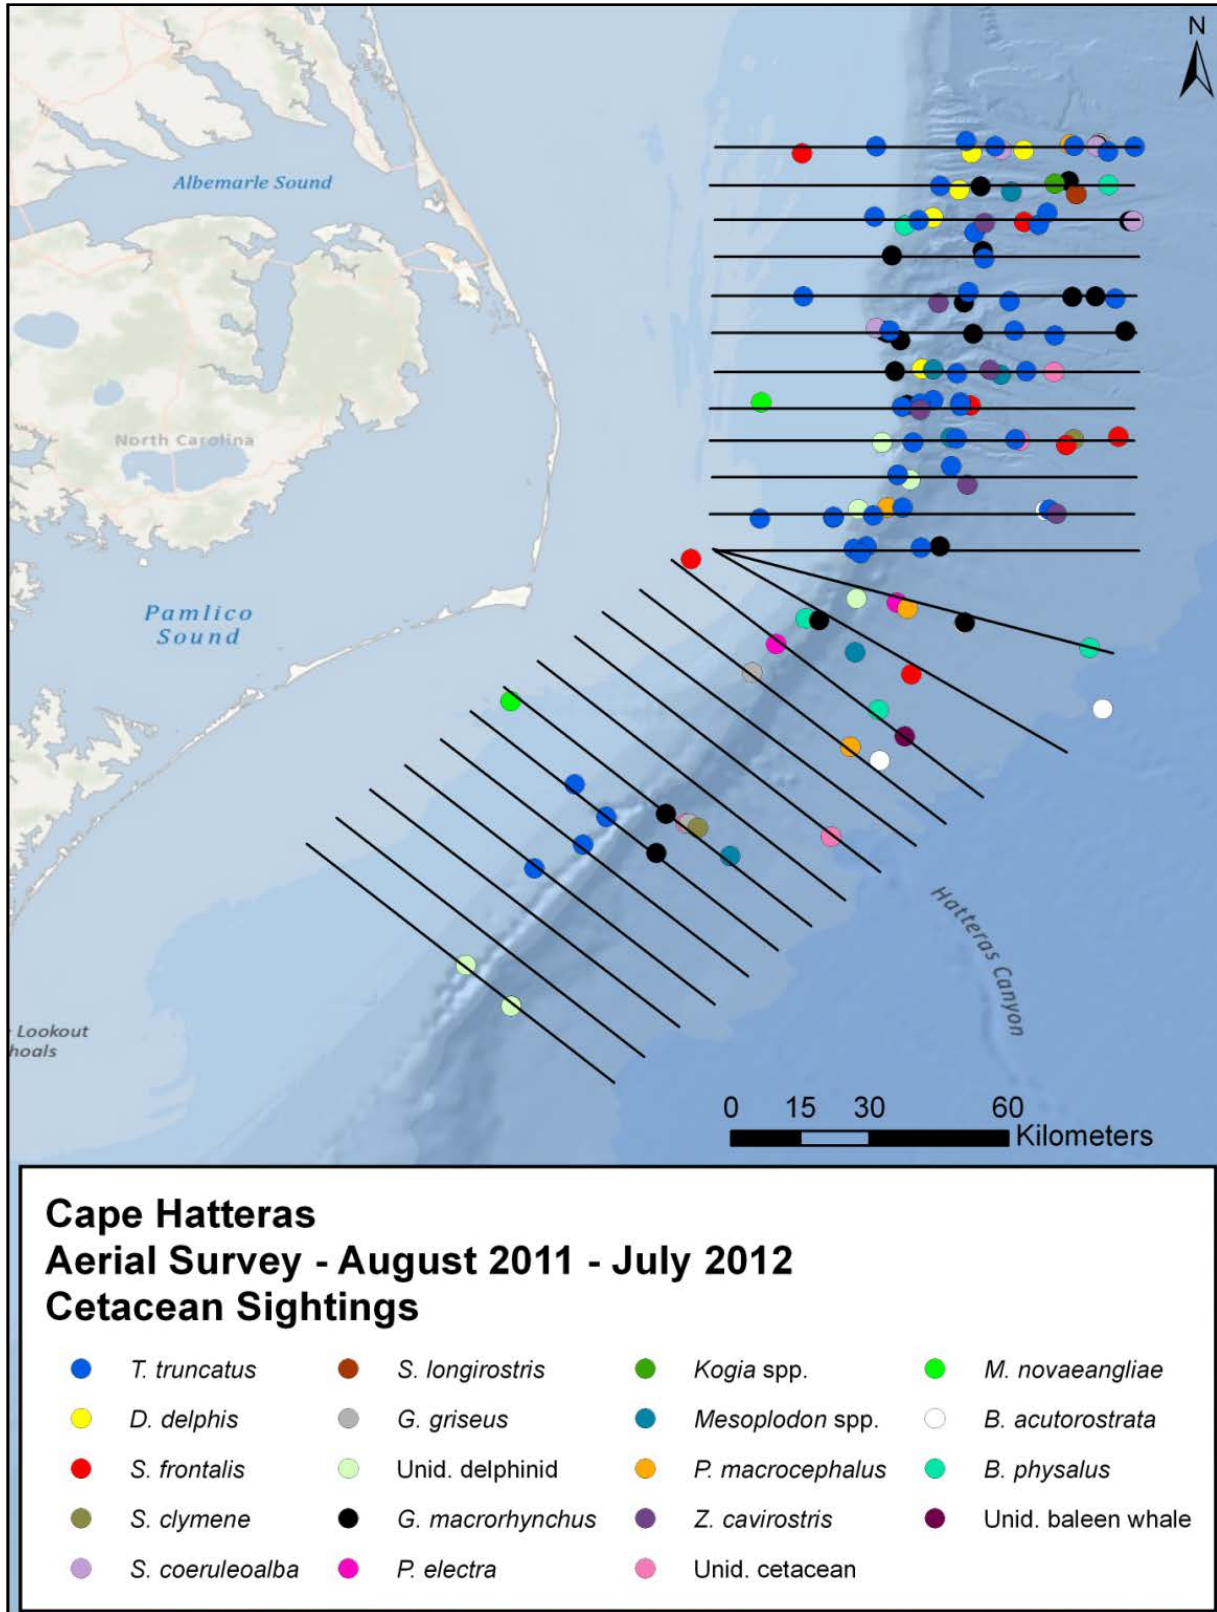 N
Albemarle Sound
North Carolina
Pamlico
Sound
Hatteras Canyon
Lookout
hoals
0 15 30 60
Kilometers
Cape Hatteras
Aerial Survey - August 2011 - July 2012
Cetacean Sightings
T. truncatus S. longirostris Kogia spp. M. novaeangliae
D. delphis G. griseus Mesoplodon spp. B. acutorostrata
S. frontalis Unid. delphinid P. macrocephalus B. physalus
S. clymene G. macrorhynchus Z. cavirostris Unid. baleen whale
S. coeruleoalba P. electra Unid. cetacean